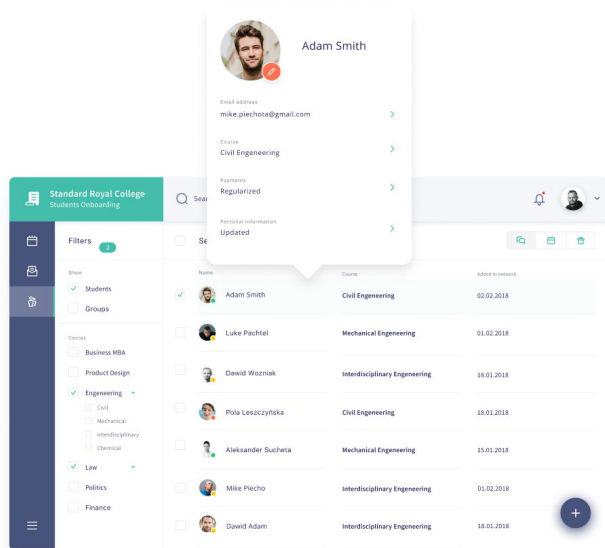 Adam Smith
Email address
mike.piechota@gmail.com
Course
Civil Engeneering
Payments
Regularized
Personal information
Updated
Standard Royal College
Students Onboarding
Sea
Filters
2
Se
Show
Students
Groups
Courses
Business MBA
Product Design
Engeneering
Civil
Mechanical
Interdisciplinary
Chemical
Law
Politics
Finance
Name Course Added to network
Adam Smith Civil Engeneering 02.02.2018
Luke Pachtel Mechanical Engeneering 01.02.2018
Dawid Wozniak Interdisciplinary Engeneering 18.01.2018
Pola Leszczyńska Civil Engeneering 18.01.2018
Aleksander Sucheta Mechanical Engeneering 15.01.2018
Mike Piecho Interdisciplinary Engeneering 01.02.2018
Dawid Adam Interdisciplinary Engeneering 18.01.2018